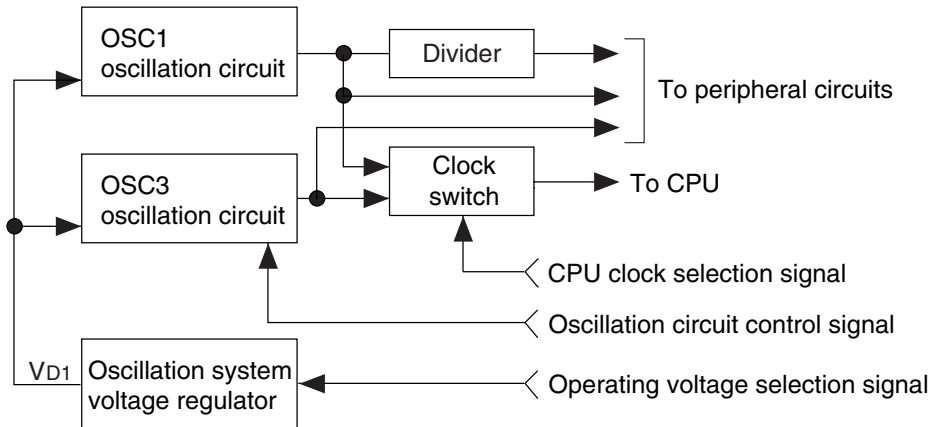 OSC1
oscillation circuit
Divider
To peripheral circuits
OSC3
oscillation circuit
Clock
switch
To CPU
CPU clock selection signal
Oscillation circuit control signal
VD1
Oscillation system
voltage regulator
Operating voltage selection signal